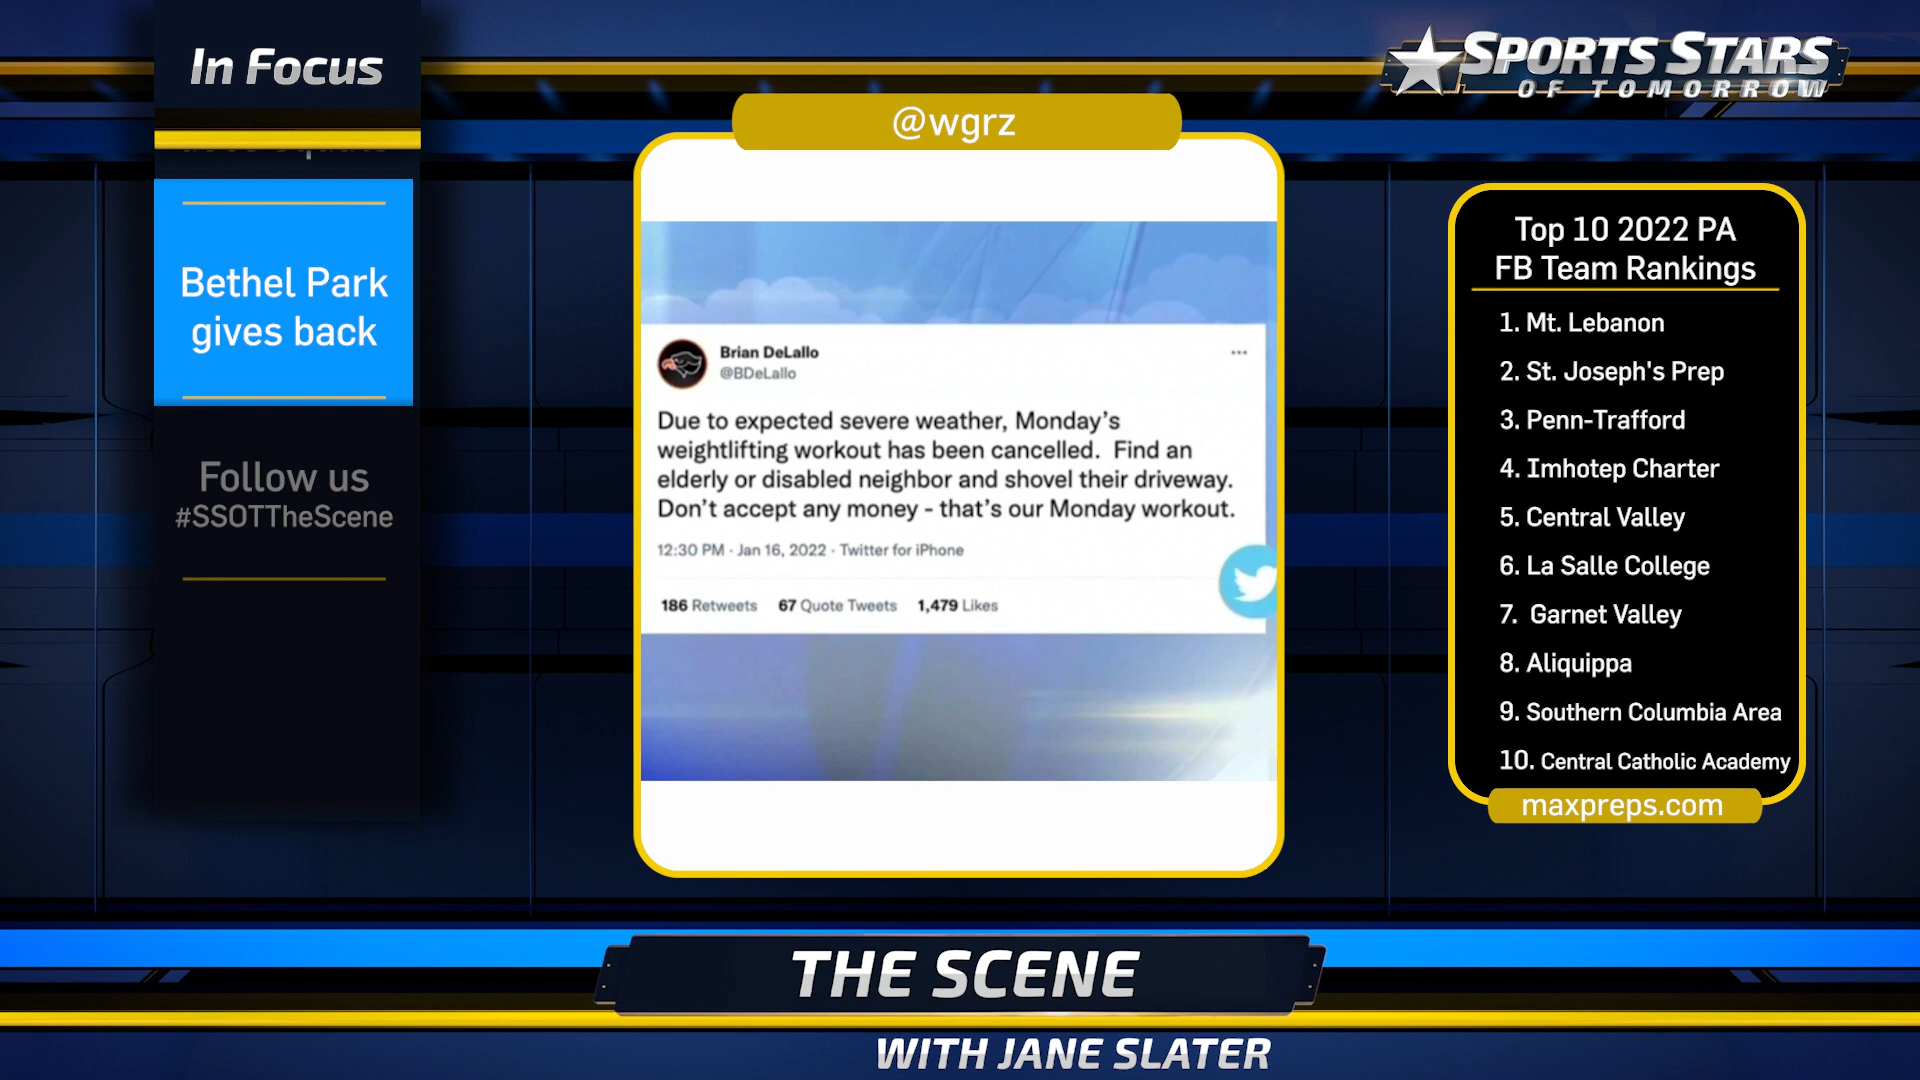 In Focus
SPORTS STARS
OF TOMORROW
@wgrz
Bethel Park
gives back
Follow us
#SSOTTheScene
Brian DeLallo
@BDeLallo
Due to expected severe weather, Monday’s
weightlifting workout has been cancelled.  Find an
elderly or disabled neighbor and shovel their driveway.
Don’t accept any money - that’s our Monday workout.
12:30 PM · Jan 16, 2022 · Twitter for iPhone
186 Retweets 67 Quote Tweets 1,479 Likes
Top 10 2022 PA
FB Team Rankings
1. Mt. Lebanon
2. St. Joseph's Prep
3. Penn-Trafford
4. Imhotep Charter
5. Central Valley
6. La Salle College
7. Garnet Valley
8. Aliquippa
9. Southern Columbia Area
10. Central Catholic Academy
maxpreps.com
THE SCENE
WITH JANE SLATER